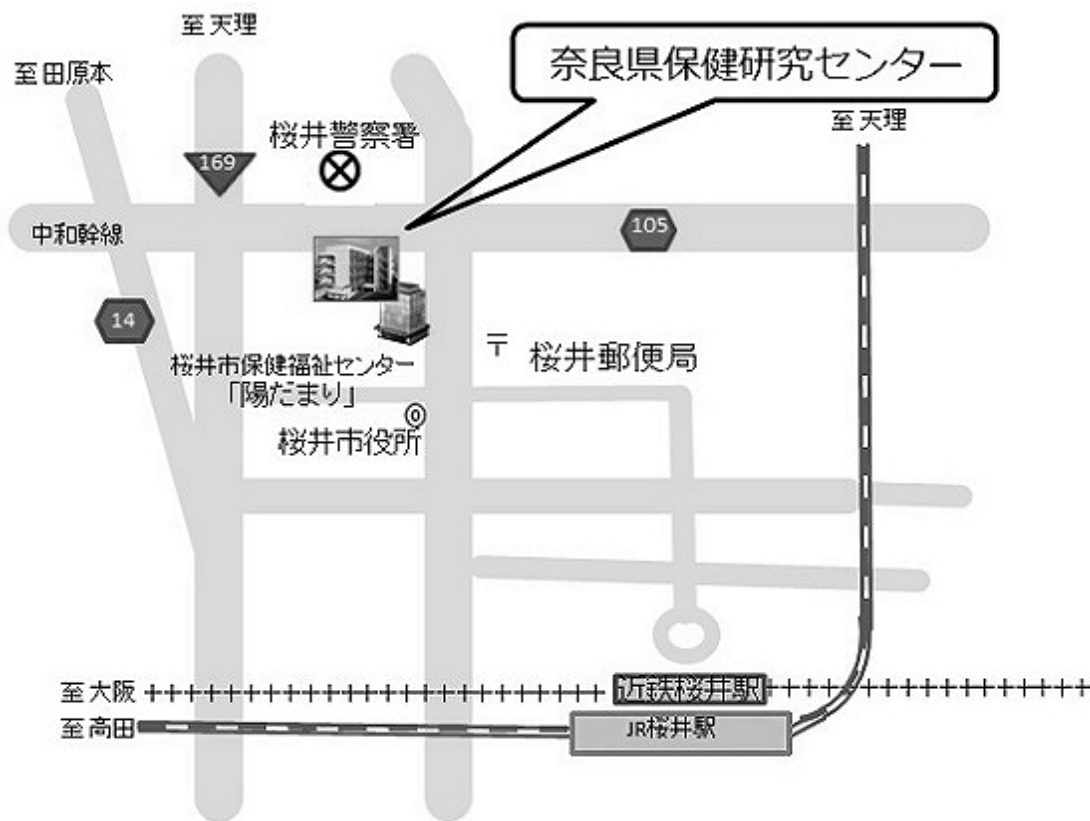 至天理
至田原本
奈良県保健研究センター
至天理
桜井警察署
169
中和幹線
105
14
桜井市保健福祉センター
「陽だまり」
〒 桜井郵便局
桜井市役所
至大阪
近鉄桜井駅
至高田
JR桜井駅